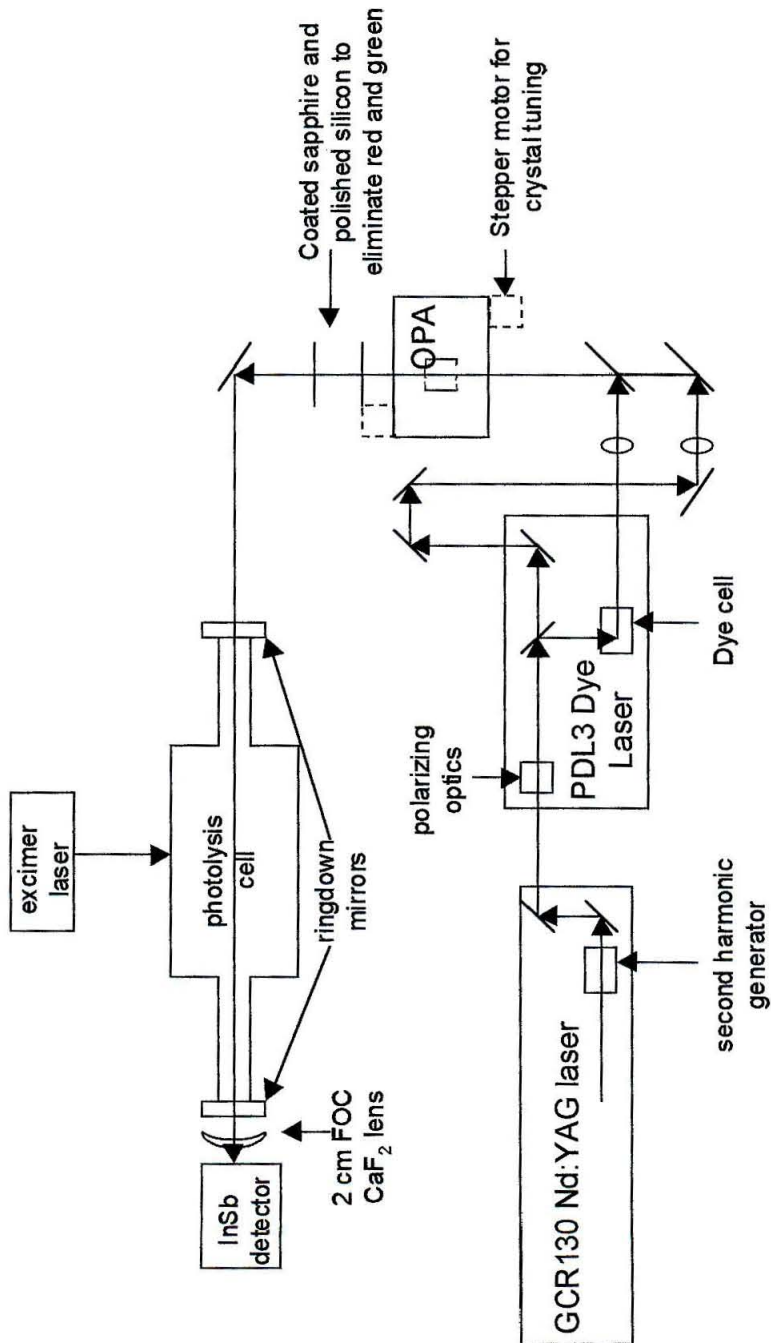 excimer
laser
InSb
detector
2 cm FOC
CaF₂ lens
photolysis
cell
ringdown
mirrors
Coated sapphire and
polished silicon to
eliminate red and green
OPA
Stepper motor for
crystal tuning
polarizing
optics
PDL3 Dye
Laser
Dye cell
GCR130 Nd:YAG laser
second harmonic
generator